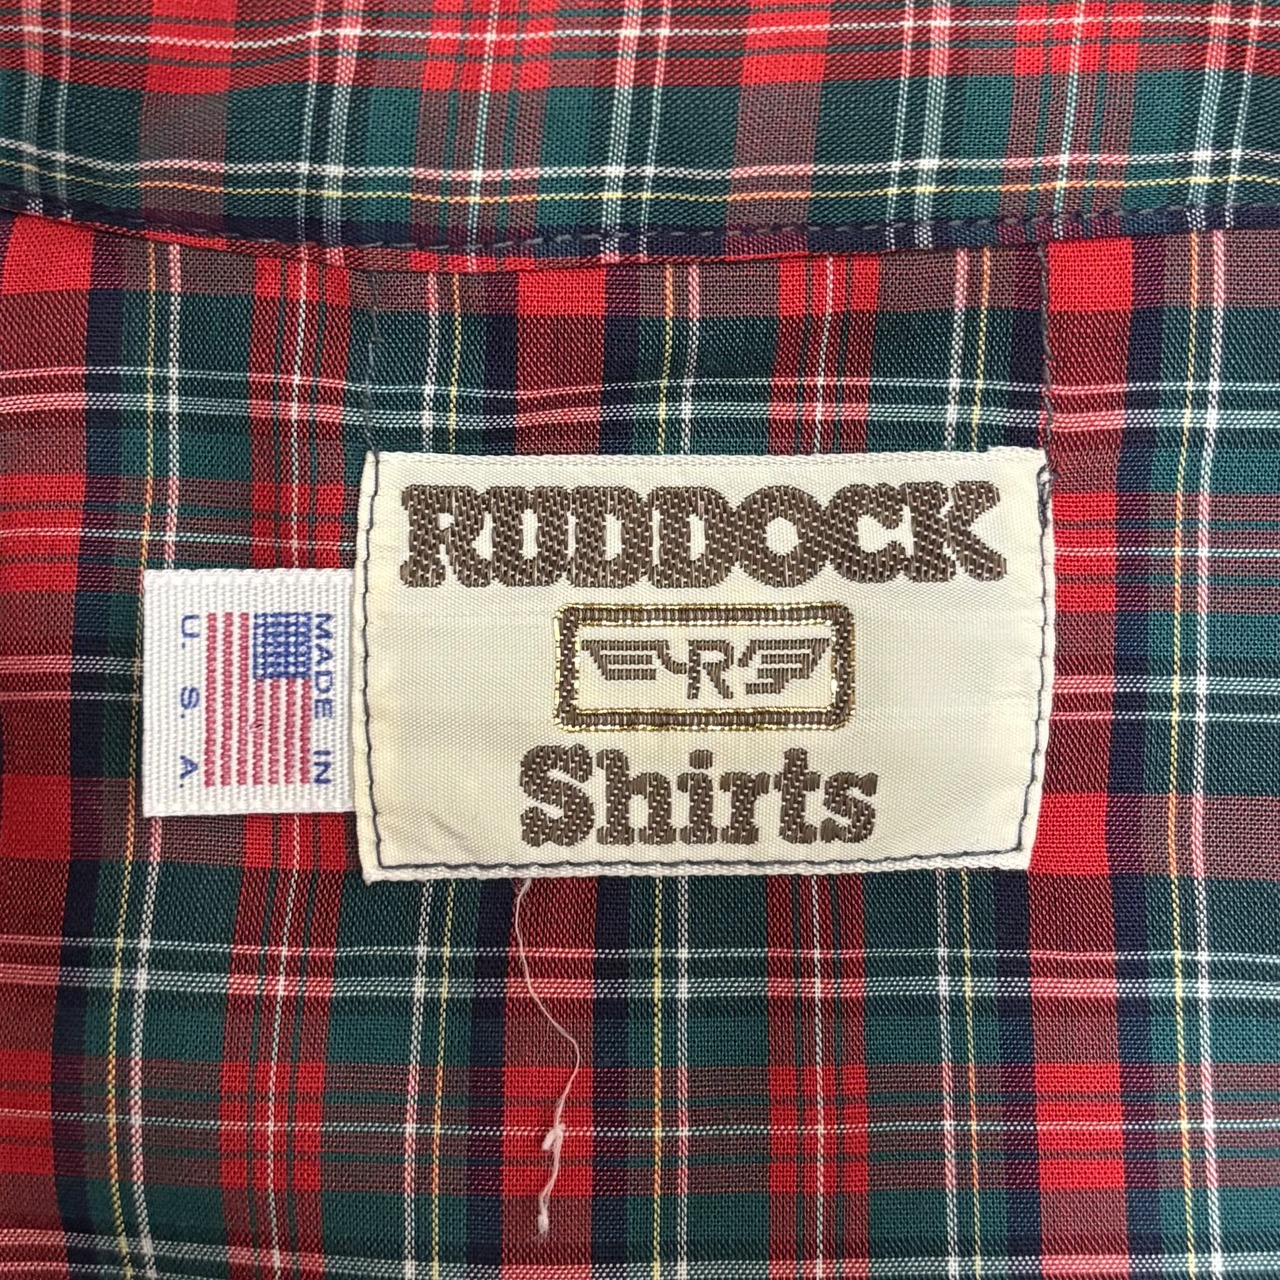 RUDDOCK
R
Shirts
MADE IN
U. S. A.